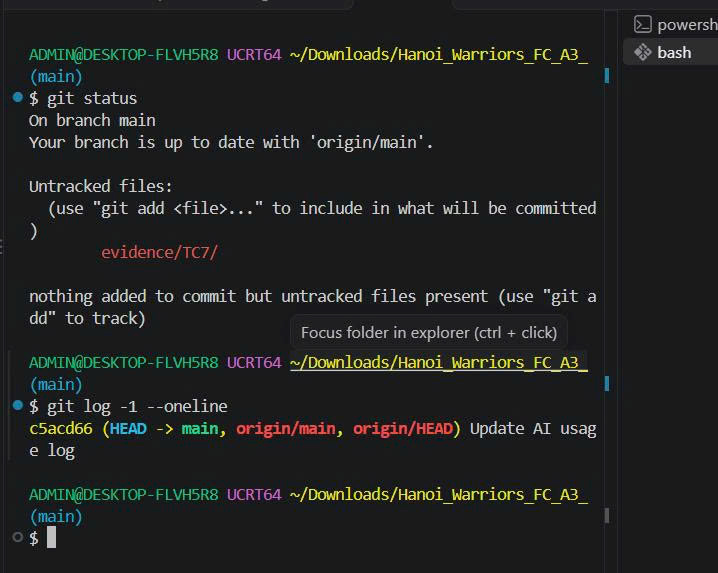 powersh
bash
ADMIN@DESKTOP-FLVH5R8 UCRT64 ~/Downloads/Hanoi_Warriors_FC_A3_
(main)
$ git status
On branch main
Your branch is up to date with 'origin/main'.
Untracked files:
(use "git add <file>..." to include in what will be committed
)
evidence/TC7/
nothing added to commit but untracked files present (use "git a
dd" to track)
Focus folder in explorer (ctrl + click)
ADMIN@DESKTOP-FLVH5R8 UCRT64 ~/Downloads/Hanoi_Warriors_FC_A3_
(main)
$ git log -1 --oneline
c5acd66 (HEAD -> main, origin/main, origin/HEAD) Update AI usag
e log
ADMIN@DESKTOP-FLVH5R8 UCRT64 ~/Downloads/Hanoi_Warriors_FC_A3_
(main)
$